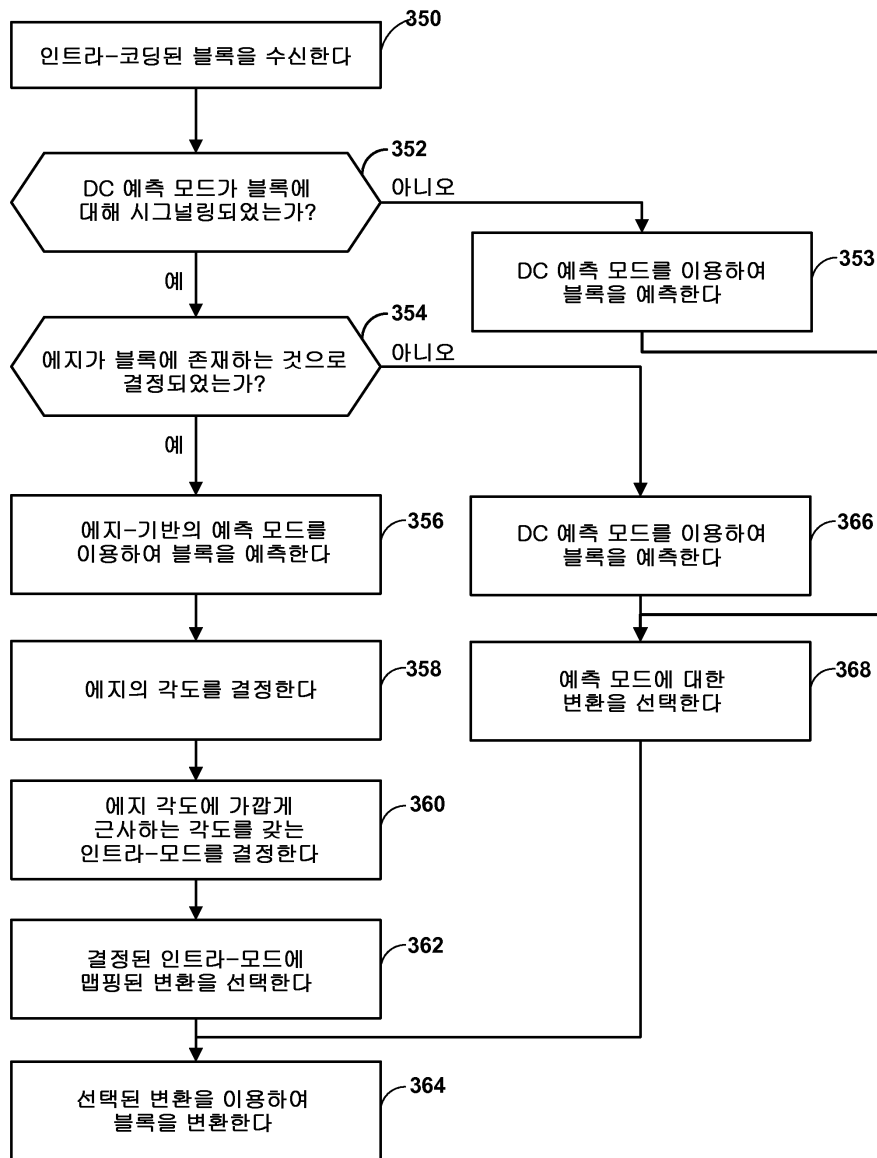 350
인트라-코딩된 블록을 수신한다
352
DC 예측 모드가 블록에
대해 시그널링되었는가?
아니오
353
DC 예측 모드를 이용하여
블록을 예측한다
예
354
에지가 블록에 존재하는 것으로
결정되었는가?
아니오
예
356
에지-기반의 예측 모드를
이용하여 블록을 예측한다
366
DC 예측 모드를 이용하여
블록을 예측한다
358
에지의 각도를 결정한다
368
예측 모드에 대한
변환을 선택한다
360
에지 각도에 가깝게
근사하는 각도를 갖는
인트라-모드를 결정한다
362
결정된 인트라-모드에
맵핑된 변환을 선택한다
364
선택된 변환을 이용하여
블록을 변환한다